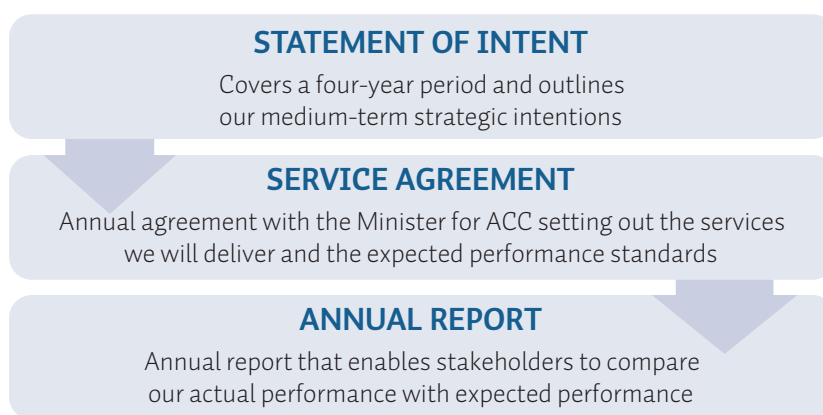 STATEMENT OF INTENT
Covers a four-year period and outlines
our medium-term strategic intentions
SERVICE AGREEMENT
Annual agreement with the Minister for ACC setting out the services
we will deliver and the expected performance standards
ANNUAL REPORT
Annual report that enables stakeholders to compare
our actual performance with expected performance